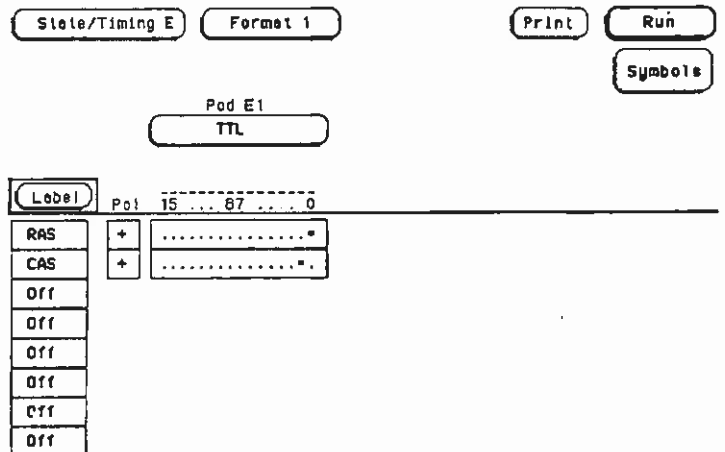 State/Timing E Format 1 Print Run
Symbols
Pod E1
TTL
Label Pol 15 ... 87 .... 0
RAS + ...............*
CAS + ..............*.
Off
Off
Off
Off
Off
Off